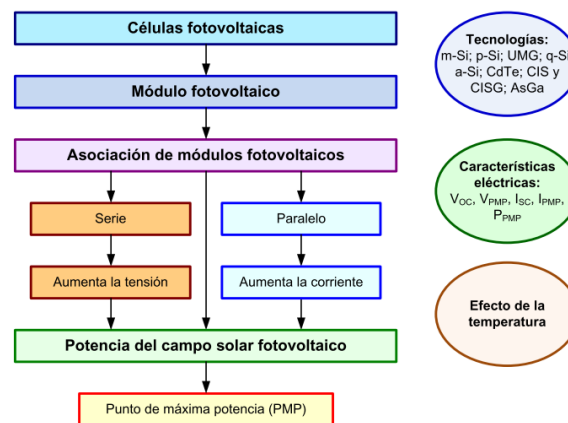 Células fotovoltaicas
Módulo fotovoltaico
Asociación de módulos fotovoltaicos
Serie
Paralelo
Aumenta la tensión
Aumenta la corriente
Potencia del campo solar fotovoltaico
Punto de máxima potencia (PMP)
Tecnologías:
m-Si; p-Si; UMG; q-Si
a-Si; CdTe; CIS y
CISG; AsGa
Características
eléctricas:
VOC, VPMP, ISC, IPMP,
PPMP
Efecto de la
temperatura